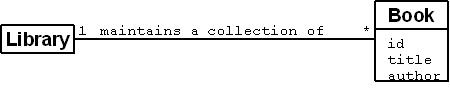 Book
Library 1 maintains a collection of *
id
title
author